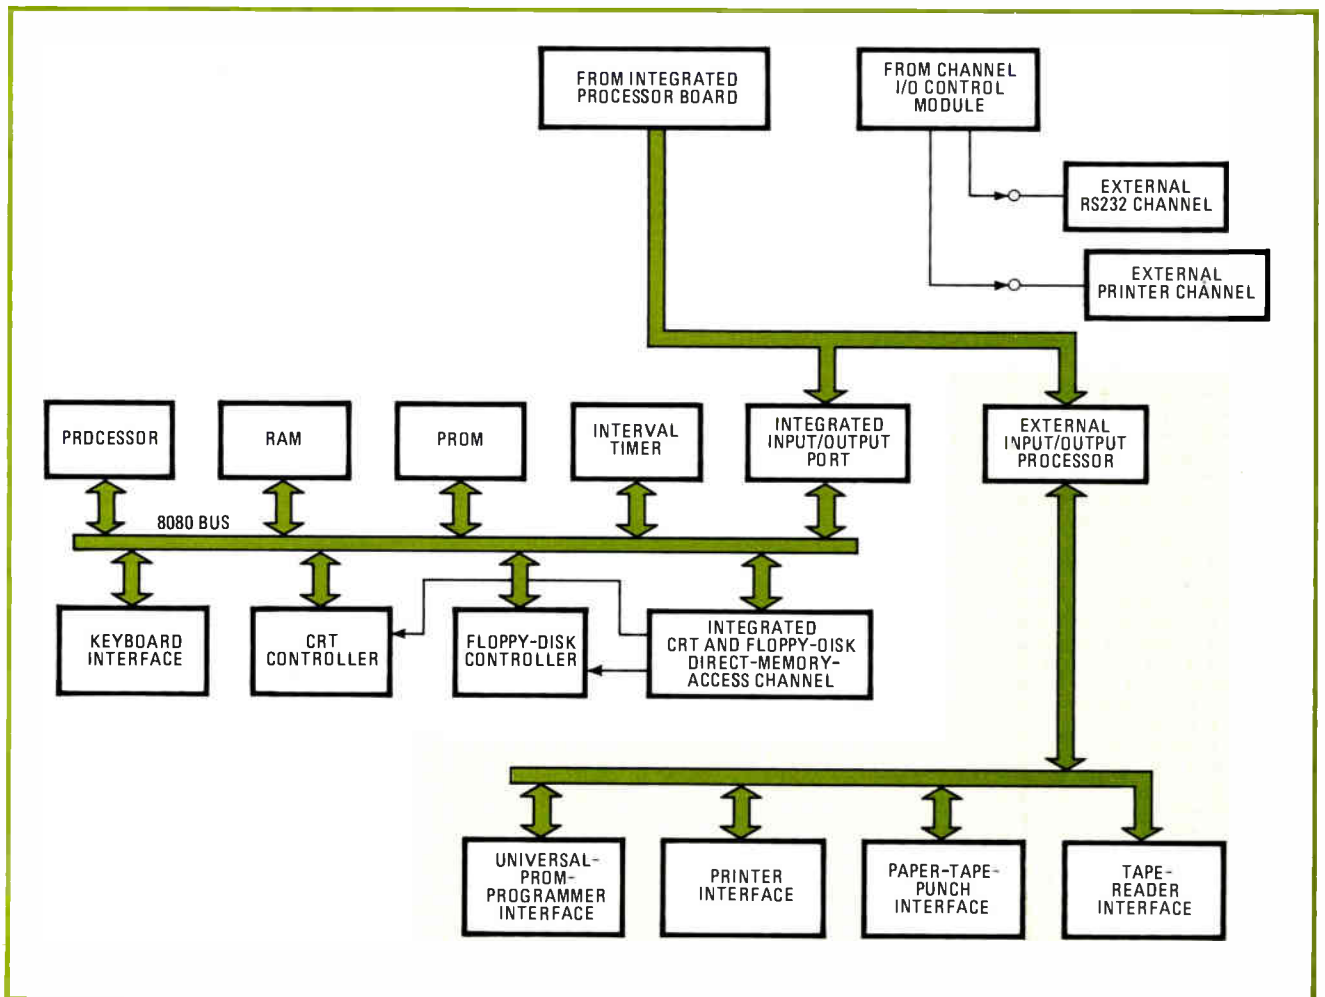 FROM INTEGRATED
PROCESSOR BOARD
FROM CHANNEL
I/O CONTROL
MODULE
EXTERNAL
RS232 CHANNEL
EXTERNAL
PRINTER CHANNEL
PROCESSOR
RAM
PROM
INTERVAL
TIMER
INTEGRATED
INPUT/OUTPUT
PORT
EXTERNAL
INPUT/OUTPUT
PROCESSOR
8080 BUS
KEYBOARD
INTERFACE
CRT
CONTROLLER
FLOPPY-DISK
CONTROLLER
INTEGRATED
CRT AND FLOPPY-DISK
DIRECT-MEMORY-
ACCESS CHANNEL
UNIVERSAL-
PROM-
PROGRAMMER
INTERFACE
PRINTER
INTERFACE
PAPER-TAPE-
PUNCH
INTERFACE
TAPE-
READER
INTERFACE